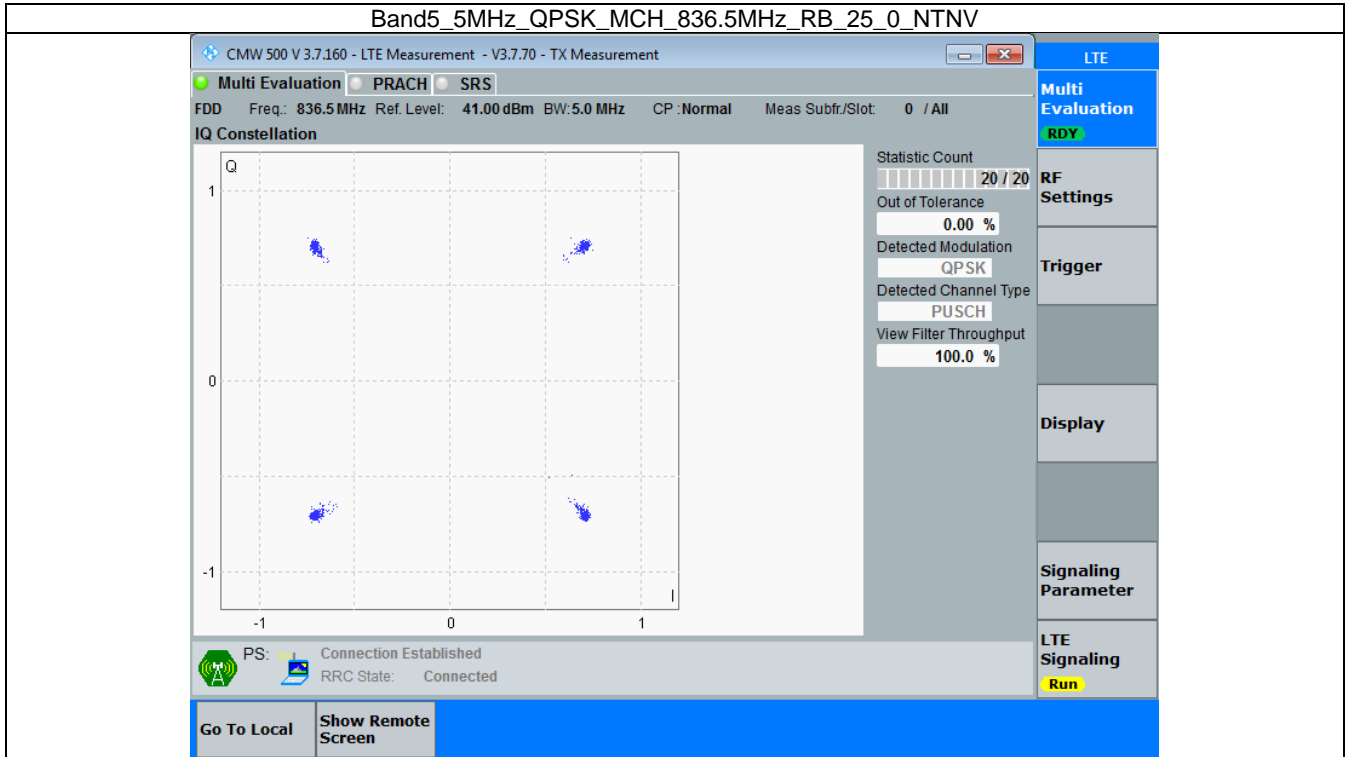 Band5_5MHz_QPSK_MCH_836.5MHz_RB_25_0_NTNV
CMW 500 V 3.7.160 - LTE Measurement - V3.7.70 - TX Measurement
LTE
Multi Evaluation PRACH SRS
Multi
Evaluation
RDY
FDD Freq.: 836.5 MHz Ref. Level: 41.00 dBm BW: 5.0 MHz CP : Normal Meas Subfr./Slot: 0 / All
IQ Constellation
Q
1
0
-1
I
-1 0 1
Statistic Count
20 / 20
Out of Tolerance
0.00 %
Detected Modulation
QPSK
Detected Channel Type
PUSCH
View Filter Throughput
100.0 %
RF
Settings
Trigger
Display
Signaling
Parameter
LTE
Signaling
Run
PS: Connection Established
RRC State: Connected
Go To Local
Show Remote
Screen